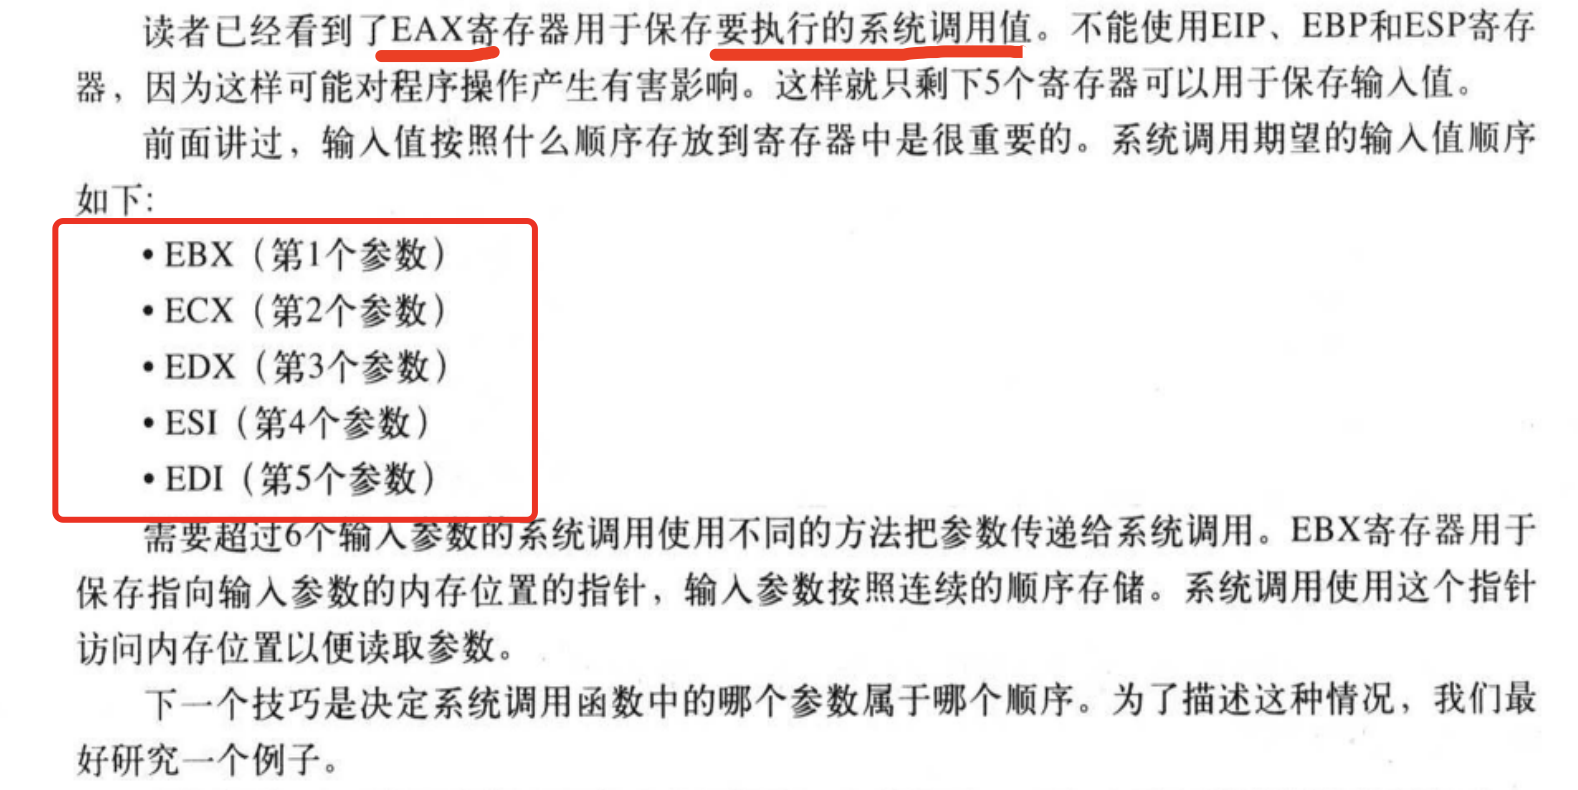 读者已经看到了EAX寄存器用于保存要执行的系统调用值。不能使用EIP、EBP和ESP寄存
器，因为这样可能对程序操作产生有害影响。这样就只剩下5个寄存器可以用于保存输入值。
前面讲过，输入值按照什么顺序存放到寄存器中是很重要的。系统调用期望的输入值顺序
如下：
• EBX（第1个参数）
• ECX（第2个参数）
• EDX（第3个参数）
• ESI（第4个参数）
• EDI（第5个参数）
需要超过6个输入参数的系统调用使用不同的方法把参数传递给系统调用。EBX寄存器用于
保存指向输入参数的内存位置的指针，输入参数按照连续的顺序存储。系统调用使用这个指针
访问内存位置以便读取参数。
下一个技巧是决定系统调用函数中的哪个参数属于哪个顺序。为了描述这种情况，我们最
好研究一个例子。